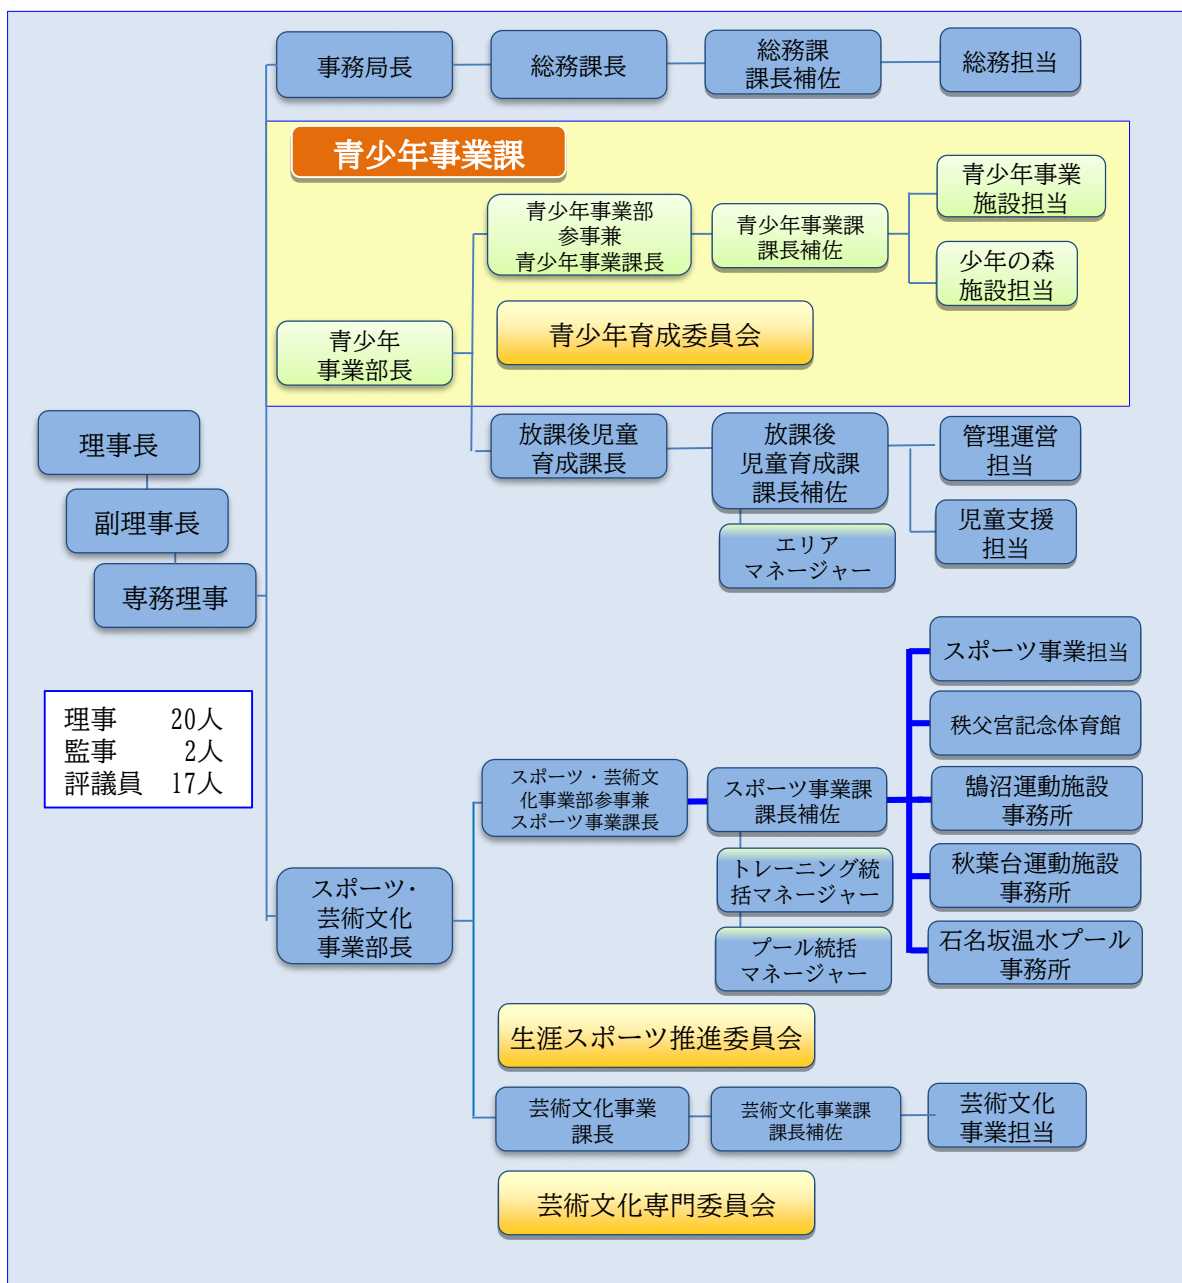 事務局長
総務課長
総務課
課長補佐
総務担当
青少年事業課
青少年
事業部長
青少年事業部
参事兼
青少年事業課長
青少年事業課
課長補佐
青少年事業
施設担当
少年の森
施設担当
青少年育成委員会
放課後児童
育成課長
放課後
児童育成課
課長補佐
エリア
マネージャー
管理運営
担当
児童支援
担当
理事長
副理事長
専務理事
理事 20人
監事 2人
評議員 17人
スポーツ・
芸術文化
事業部長
スポーツ・芸術文
化事業部参事兼
スポーツ事業課長
スポーツ事業課
課長補佐
トレーニング統
括マネージャー
プール統括
マネージャー
スポーツ事業担当
秩父宮記念体育館
鵠沼運動施設
事務所
秋葉台運動施設
事務所
石名坂温水プール
事務所
生涯スポーツ推進委員会
芸術文化事業
課長
芸術文化事業課
課長補佐
芸術文化
事業担当
芸術文化専門委員会